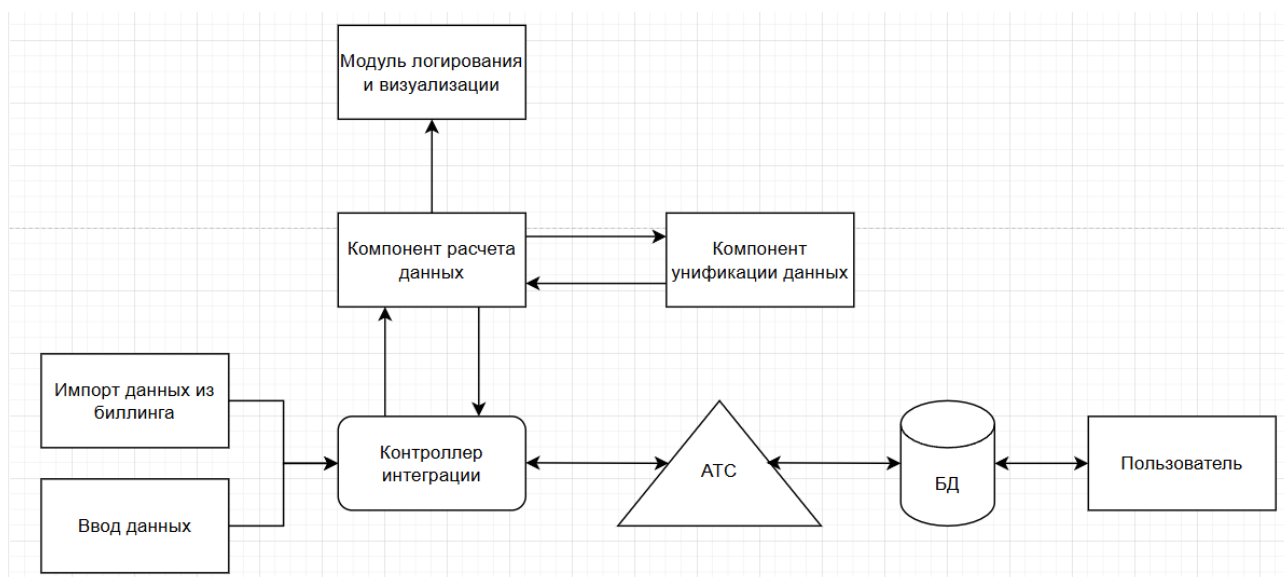 Модуль логирования
и визуализации
Компонент расчета
данных
Компонент
унификации данных
Импорт данных из
биллинга
Контроллер
интеграции
АТС
БД
Пользователь
Ввод данных